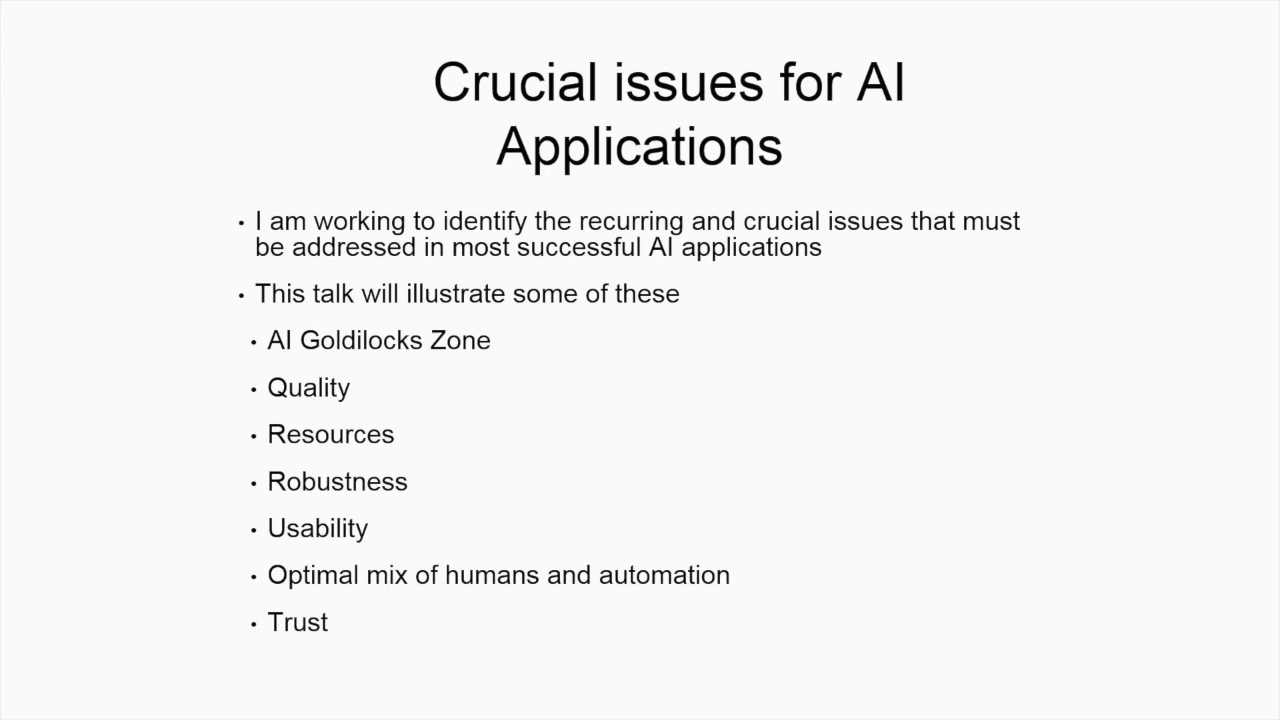 Crucial issues for AI
Applications
• I am working to identify the recurring and crucial issues that must
be addressed in most successful AI applications
• This talk will illustrate some of these
• AI Goldilocks Zone
• Quality
• Resources
• Robustness
• Usability
• Optimal mix of humans and automation
• Trust